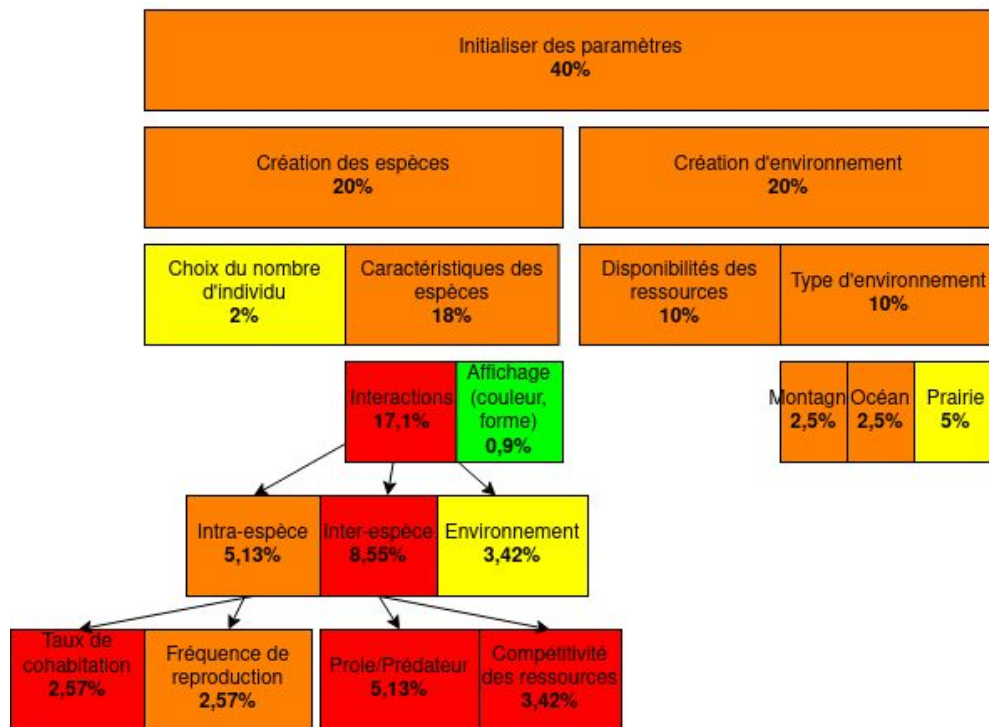 Initialiser des paramètres
40%
Création des espèces
20%
Création d'environnement
20%
Choix du nombre
d'individu
2%
Caractéristiques des
espèces
18%
Disponibilités des
ressources
10%
Type d'environnement
10%
Interactions
17,1%
Affichage
(couleur,
forme)
0,9%
Montagn
2,5%
Océan
2,5%
Prairie
5%
Intra-espèce
5,13%
Inter-espèce
8,55%
Environnement
3,42%
Taux de
cohabitation
2,57%
Fréquence de
reproduction
2,57%
Proie/Prédateur
5,13%
Compétitivité
des ressources
3,42%